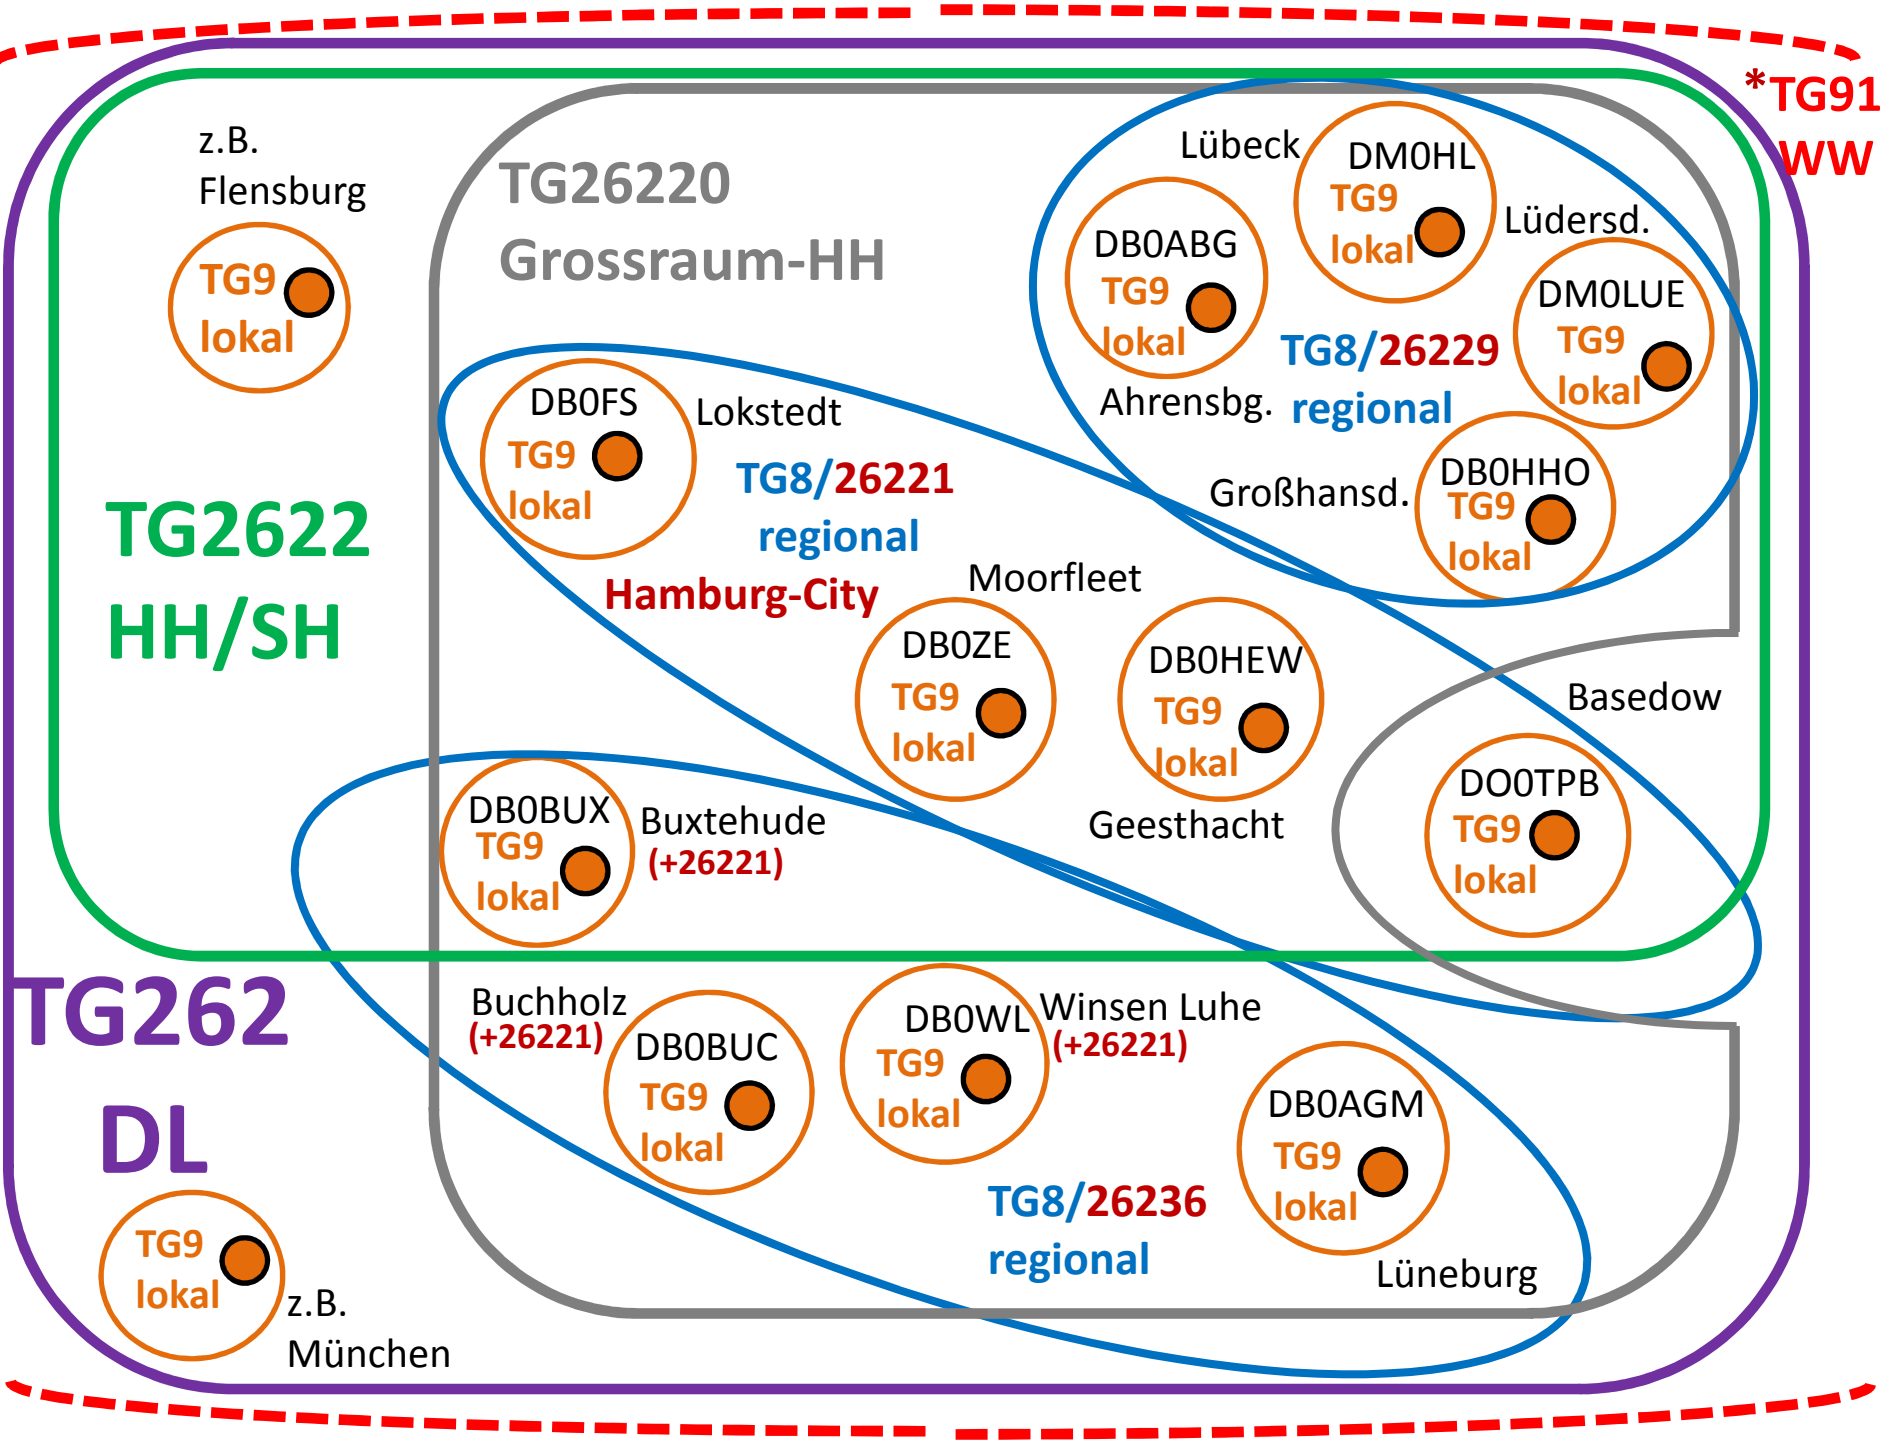 *TG91
WW
z.B.
Flensburg
TG9
lokal
TG26220
Grossraum-HH
Lübeck
DM0HL
TG9
lokal
Lüdersd.
DB0ABG
TG9
lokal
Ahrensbg.
DM0LUE
TG9
lokal
TG8/26229
regional
Großhansd.
DB0HHO
TG9
lokal
DB0FS
TG9
lokal
Lokstedt
TG8/26221
regional
Hamburg-City
TG2622
HH/SH
Moorfleet
DB0ZE
TG9
lokal
DB0HEW
TG9
lokal
Geesthacht
Basedow
DO0TPB
TG9
lokal
DB0BUX
TG9
lokal
Buxtehude
(+26221)
TG262
DL
Buchholz
(+26221)
DB0BUC
TG9
lokal
DB0WL
TG9
lokal
Winsen Luhe
(+26221)
DB0AGM
TG9
lokal
Lüneburg
TG8/26236
regional
TG9
lokal
z.B.
München